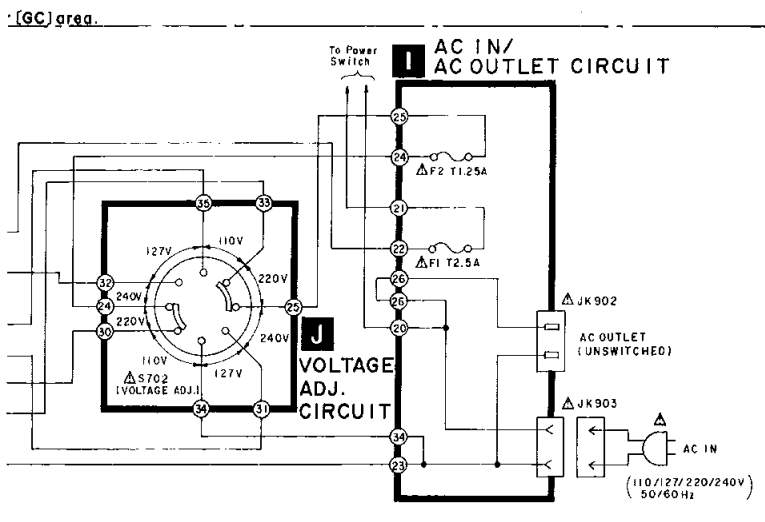 · [GC] area.
To Power
Switch
I
AC IN/
AC OUTLET CIRCUIT
25
24
⚠F2 T1.25A
21
22
⚠F1 T2.5A
26
26
20
⚠JK902
AC OUTLET
(UNSWITCHED)
⚠JK903
⚠
AC IN
(110/127/220/240V)
50/60Hz
34
23
35
33
127V
110V
220V
32
24
240V
30
220V
25
240V
110V
127V
⚠S702
[VOLTAGE ADJ.]
34
31
J
VOLTAGE
ADJ.
CIRCUIT